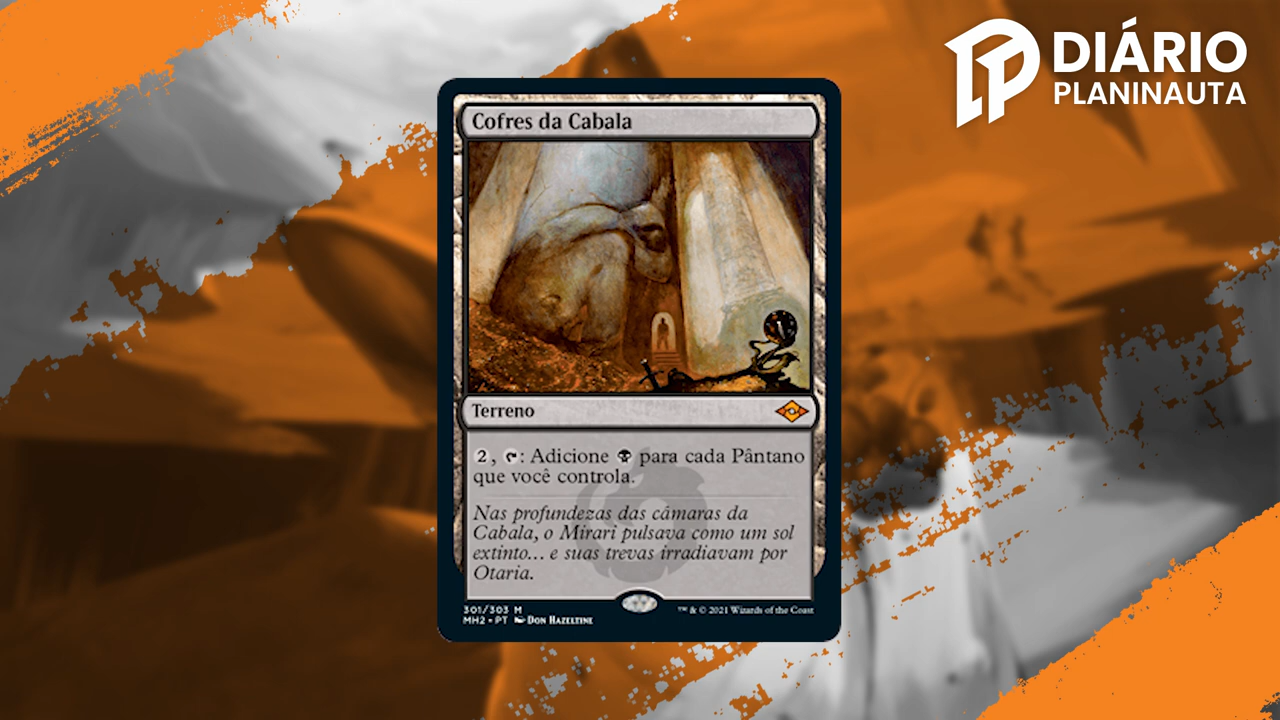 DIÁRIO
PLANINAUTA
Cofres da Cabala
Terreno
2, : Adicione para cada Pântano
que você controla.
Nas profundezas das câmaras da
Cabala, o Mirari pulsava como um sol
extinto... e suas trevas irradiavam por
Otaria.
301/303 M
MH2 • PT Don Hazeltine
™ & © 2021 Wizards of the Coast